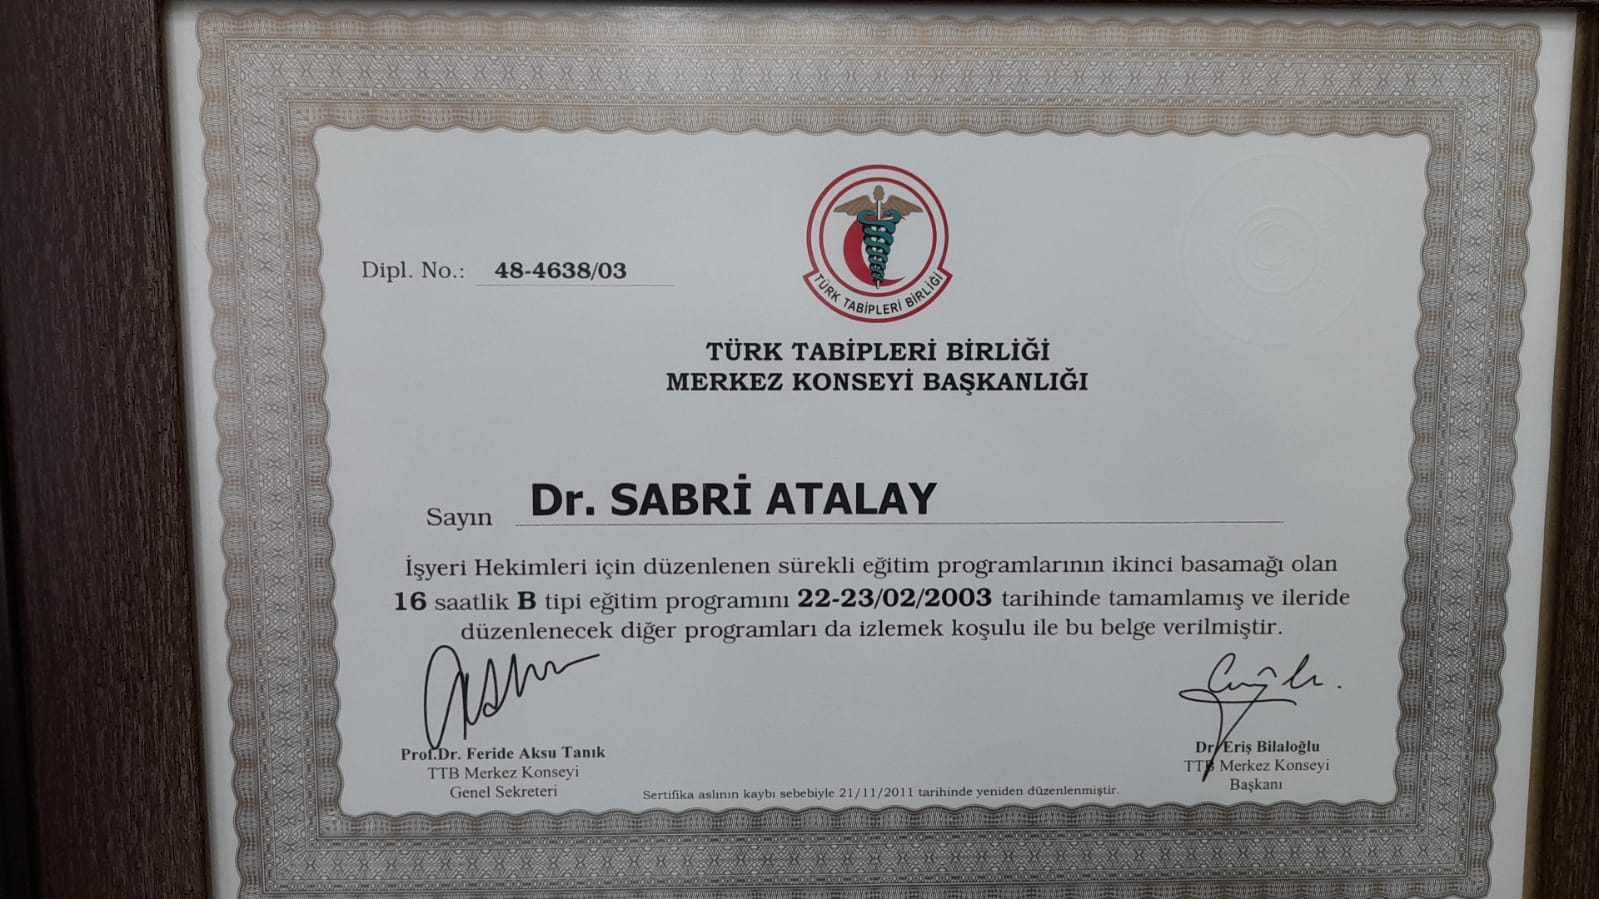 Dipl. No.: 48-4638/03
TÜRK TABİPLERİ BİRLİĞİ
TÜRK TABİPLERİ BİRLİĞİ
MERKEZ KONSEYİ BAŞKANLIĞI
Sayın Dr. SABRİ ATALAY
İşyeri Hekimleri için düzenlenen sürekli eğitim programlarının ikinci basamağı olan
16 saatlik B tipi eğitim programını 22-23/02/2003 tarihinde tamamlamış ve ileride
düzenlenecek diğer programları da izlemek koşulu ile bu belge verilmiştir.
Prof.Dr. Feride Aksu Tanık
TTB Merkez Konseyi
Genel Sekreteri
Dr. Eriş Bilaloğlu
TTB Merkez Konseyi
Başkanı
Sertifika aslının kaybı sebebiyle 21/11/2011 tarihinde yeniden düzenlenmiştir.